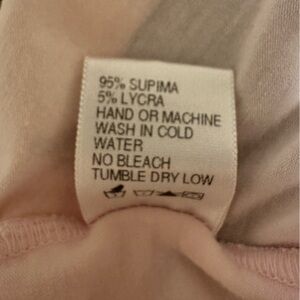 95% SUPIMA
5% LYCRA
HAND OR MACHINE
WASH IN COLD
WATER
NO BLEACH
TUMBLE DRY LOW